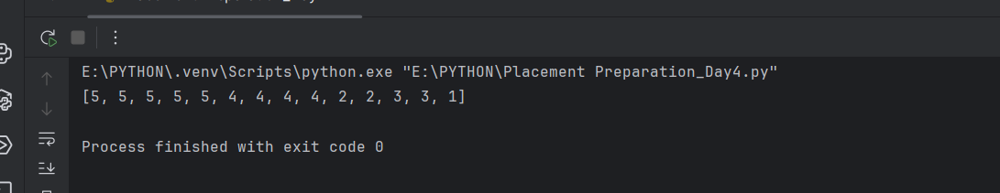 E:\PYTHON\.venv\Scripts\python.exe "E:\PYTHON\Placement Preparation_Day4.py"
[5, 5, 5, 5, 5, 4, 4, 4, 4, 2, 2, 3, 3, 1]
Process finished with exit code 0